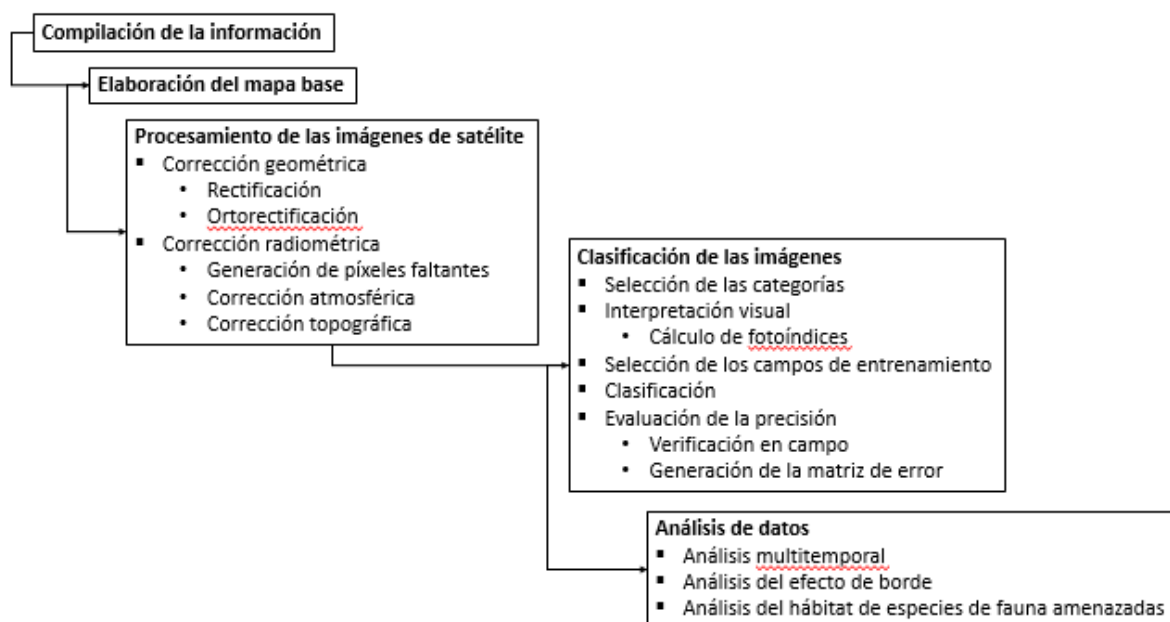 Compilación de la información
Elaboración del mapa base
Procesamiento de las imágenes de satélite
▪ Corrección geométrica
• Rectificación
• Ortorectificación
▪ Corrección radiométrica
• Generación de píxeles faltantes
• Corrección atmosférica
• Corrección topográfica
Clasificación de las imágenes
▪ Selección de las categorías
▪ Interpretación visual
• Cálculo de fotoíndices
▪ Selección de los campos de entrenamiento
▪ Clasificación
▪ Evaluación de la precisión
• Verificación en campo
• Generación de la matriz de error
Análisis de datos
▪ Análisis multitemporal
▪ Análisis del efecto de borde
▪ Análisis del hábitat de especies de fauna amenazadas